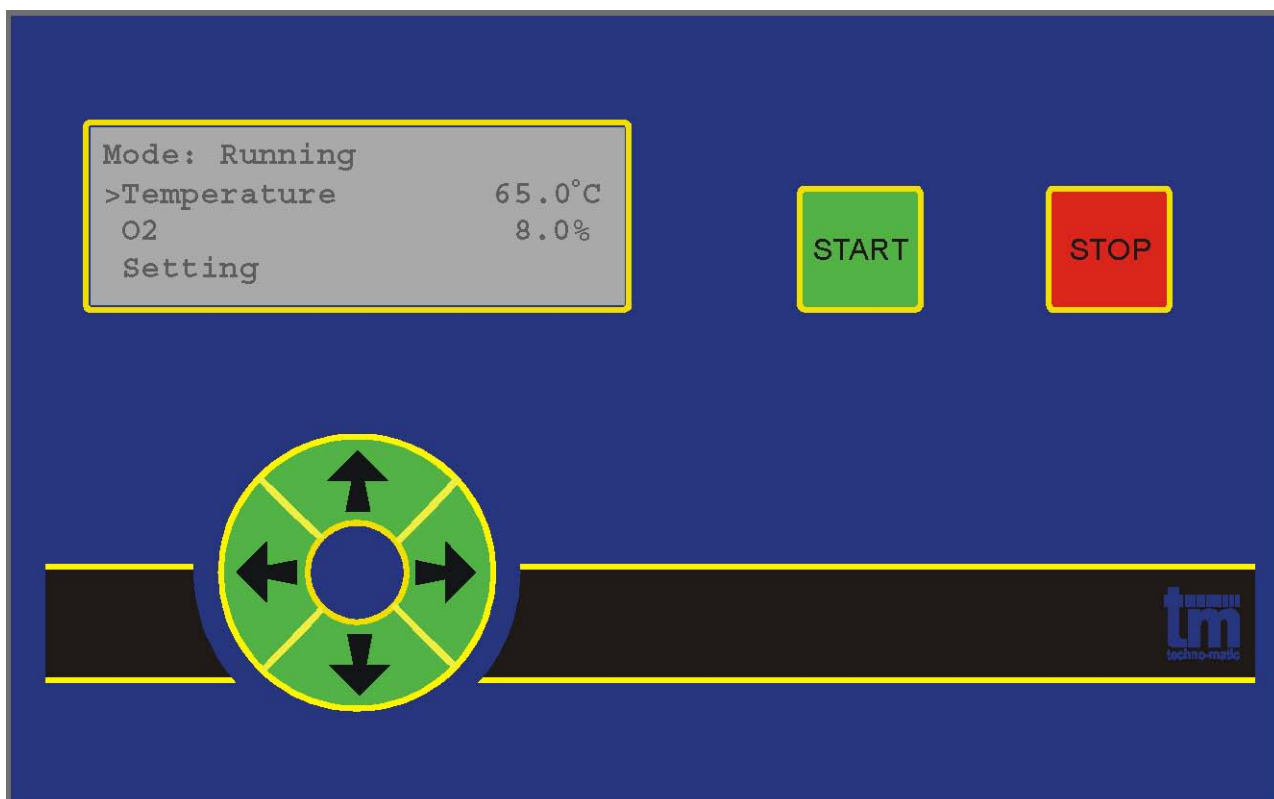 Mode: Running
>Temperature 65.0°C
O2 8.0%
Setting
START
STOP
tm
techno-matic